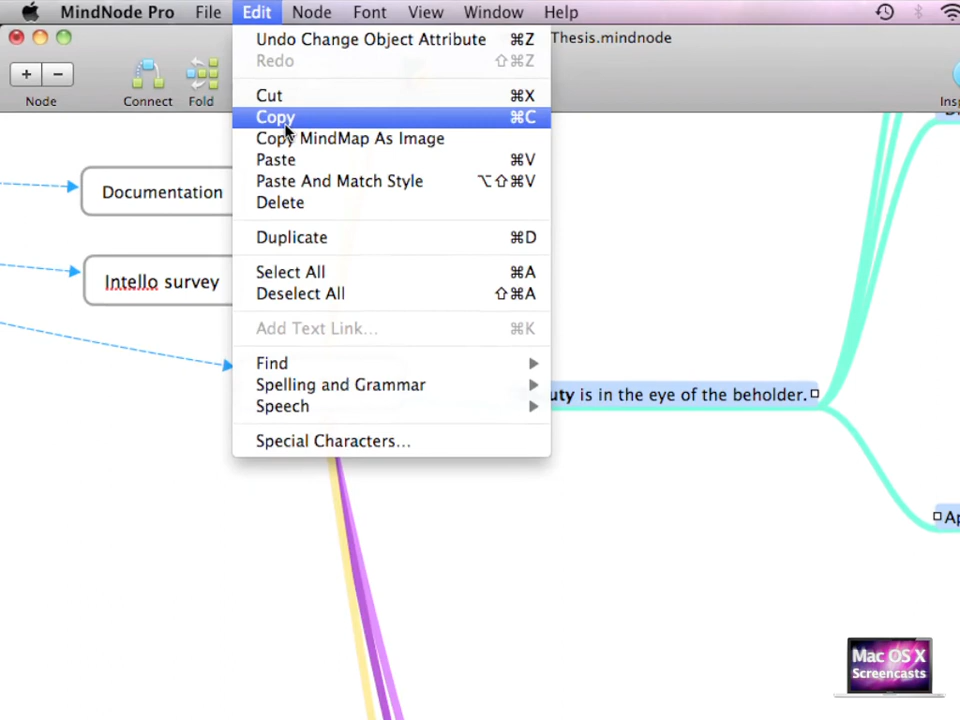 MindNode Pro File Edit Node Font View Window Help
Thesis.mindnode
+ −
Node Connect Fold
Undo Change Object Attribute ⌘Z
Redo ⇧⌘Z
Cut ⌘X
Copy ⌘C
Copy MindMap As Image
Paste ⌘V
Paste And Match Style ⌥⇧⌘V
Delete
Duplicate ⌘D
Select All ⌘A
Deselect All ⇧⌘A
Add Text Link... ⌘K
Find
Spelling and Grammar
Speech
Special Characters...
Documentation
Intello survey
uty is in the eye of the beholder.
Mac OS X
Screencasts